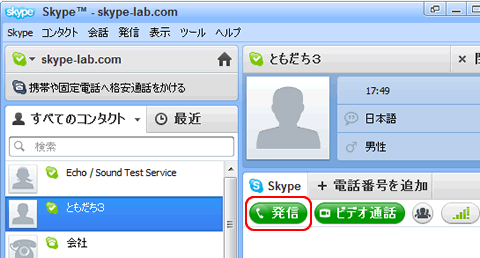 skype Skype™ - skype-lab.com
Skype コンタクト 会話 発信 表示 ツール ヘルプ
skype-lab.com
携帯や固定電話へ格安通話をかける
すべてのコンタクト 最近
検索
Echo / Sound Test Service
ともだち3
会社
ともだち3
17:49
日本語
男性
Skype + 電話番号を追加
発信 ビデオ通話